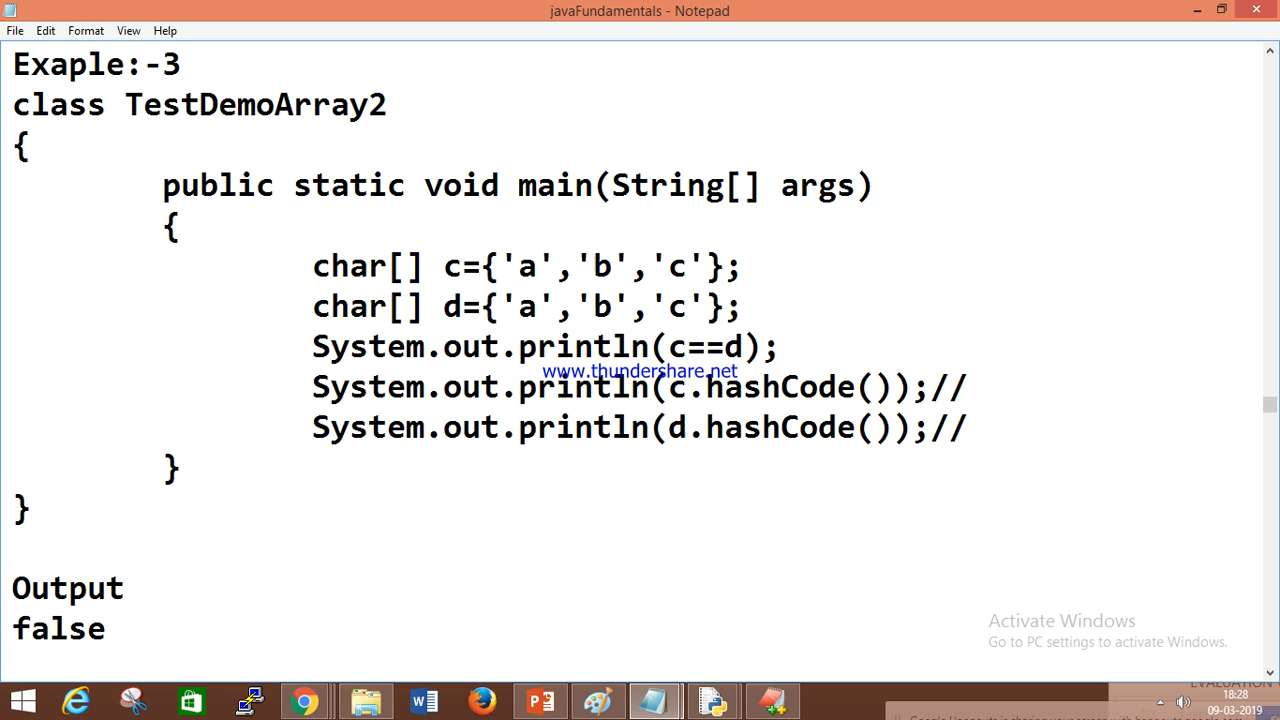 javaFundamentals - Notepad
File Edit Format View Help
Exaple:-3
class TestDemoArray2
{
public static void main(String[] args)
{
char[] c={'a','b','c'};
char[] d={'a','b','c'};
System.out.println(c==d);
www.thundershare.net
System.out.println(c.hashCode());//
System.out.println(d.hashCode());//
}
}
Output
false
Activate Windows
Go to PC settings to activate Windows.
EVALUATION
18:28
09-03-2019